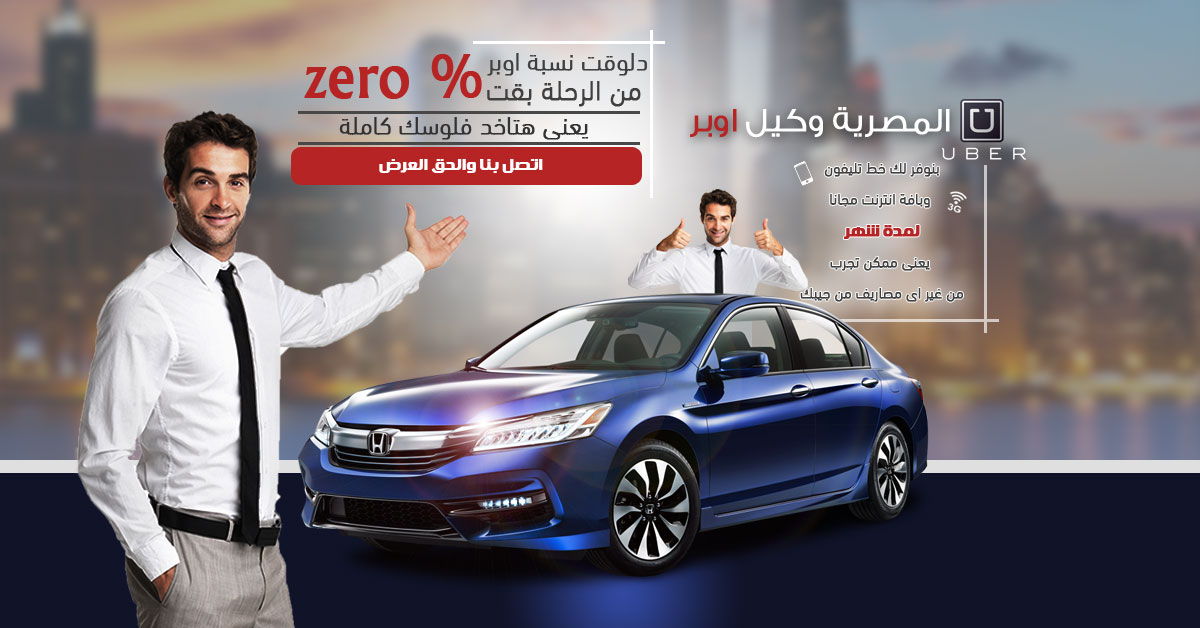 دلوقت نسبة اوبر
من الرحلة بقت
zero %
يعنى هتاخد فلوسك كاملة
اتصل بنا والحق العرض
المصرية وكيل اوبر
U
UBER
بنوفر لك خط تليفون
وباقة انترنت مجانا
3G
لمدة شهر
يعنى ممكن تجرب
من غير اى مصاريف من جيبك